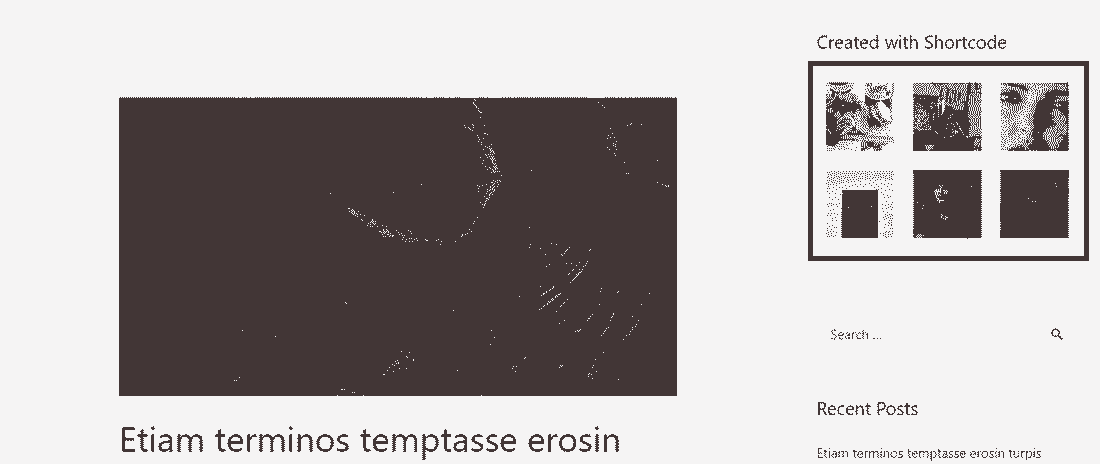 Created with Shortcode
Search ...
Etiam terminos temptasse erosin
Recent Posts
Etiam terminos temptasse erosin turpis